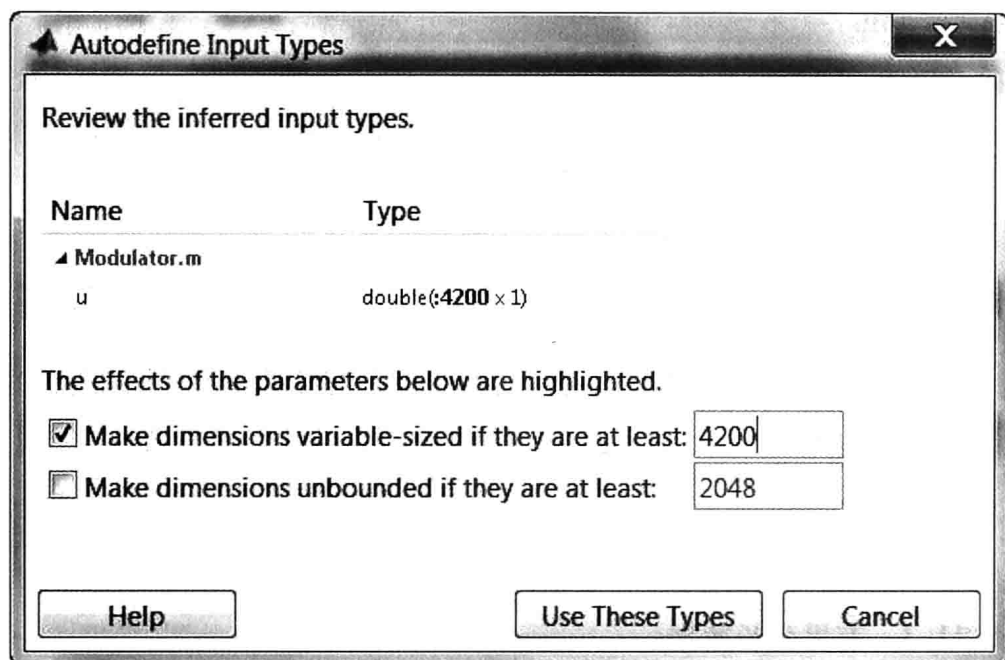 Autodefine Input Types
X
Review the inferred input types.
Name Type
Modulator.m
u double(:4200 × 1)
The effects of the parameters below are highlighted.
Make dimensions variable-sized if they are at least: 4200
Make dimensions unbounded if they are at least: 2048
Help Use These Types Cancel